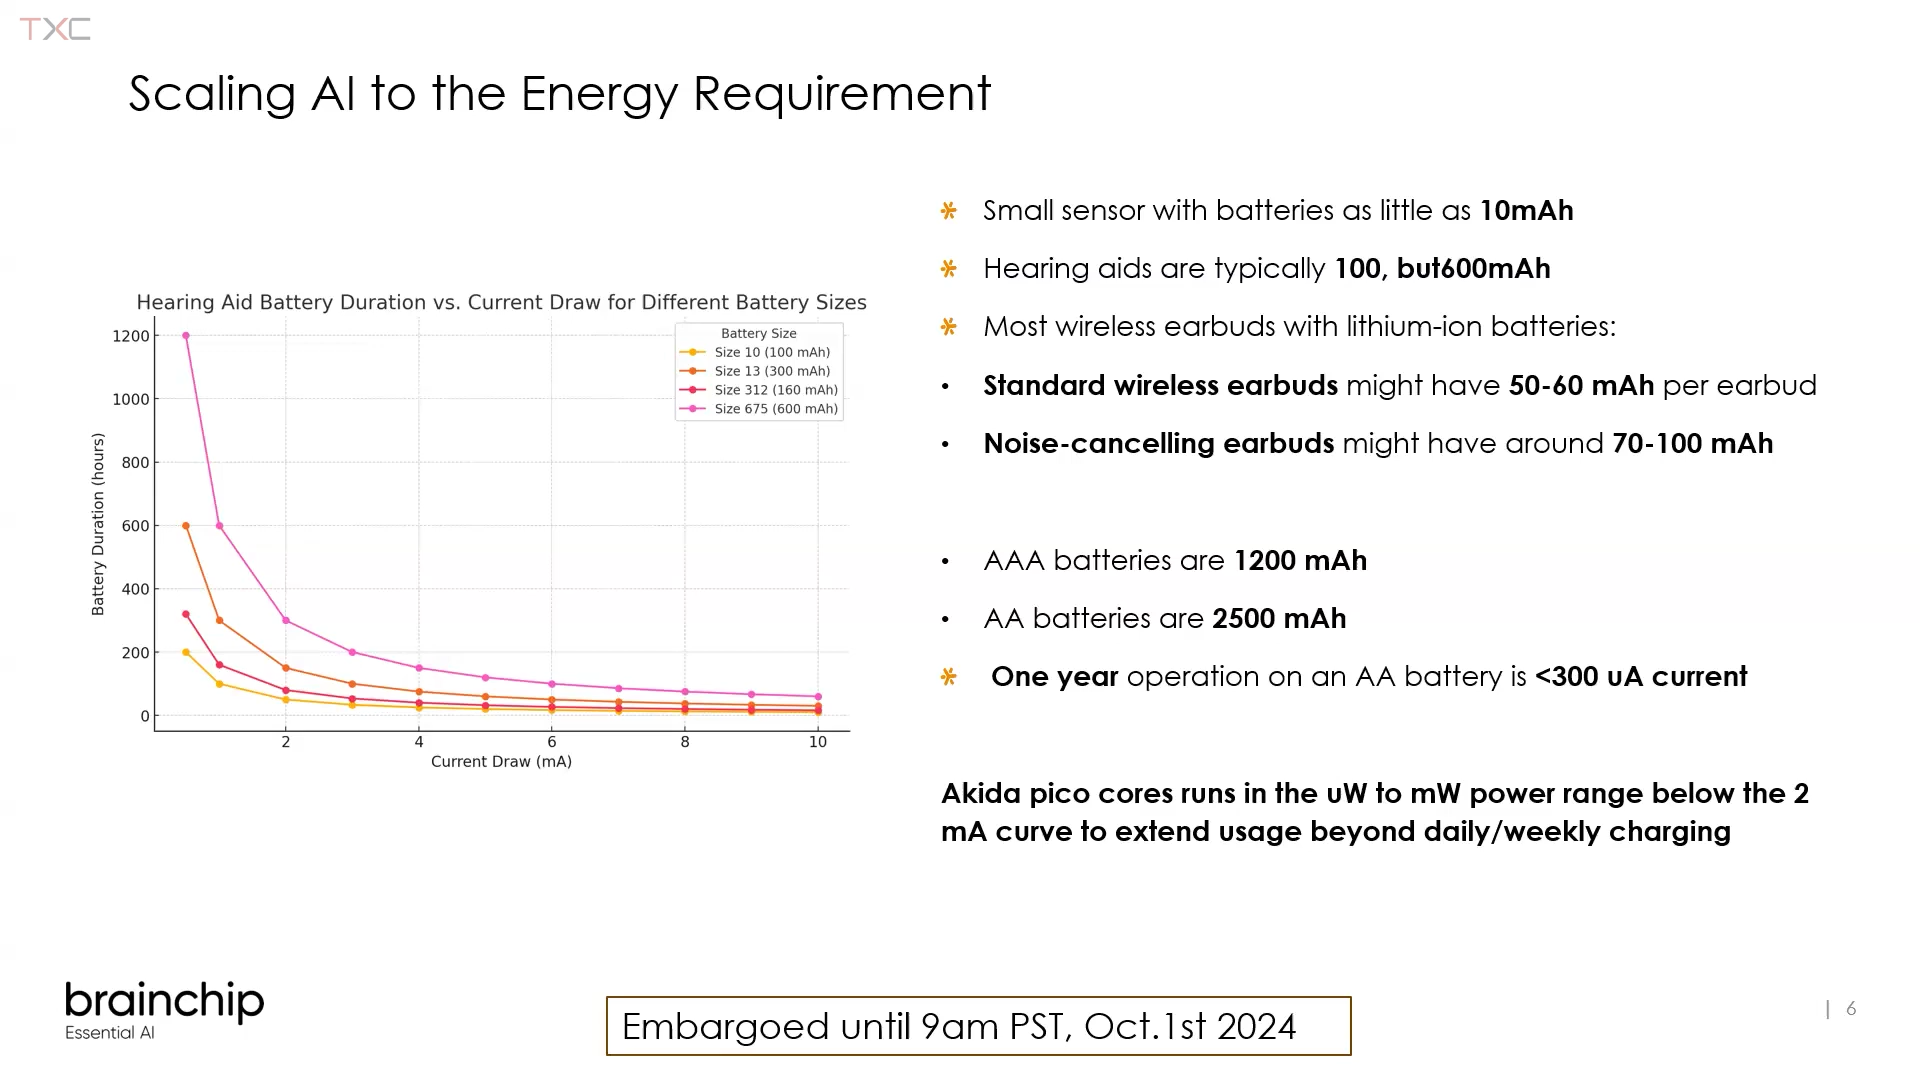 TXC
Scaling AI to the Energy Requirement
Hearing Aid Battery Duration vs. Current Draw for Different Battery Sizes
Battery Size
Size 10 (100 mAh)
Size 13 (300 mAh)
Size 312 (160 mAh)
Size 675 (600 mAh)
Battery Duration (hours)
1200
1000
800
600
400
200
0
2 4 6 8 10
Current Draw (mA)
Small sensor with batteries as little as 10mAh
Hearing aids are typically 100, but600mAh
Most wireless earbuds with lithium-ion batteries:
• Standard wireless earbuds might have 50-60 mAh per earbud
• Noise-cancelling earbuds might have around 70-100 mAh
• AAA batteries are 1200 mAh
• AA batteries are 2500 mAh
One year operation on an AA battery is <300 uA current
Akida pico cores runs in the uW to mW power range below the 2
mA curve to extend usage beyond daily/weekly charging
brainchip
Essential AI
Embargoed until 9am PST, Oct.1st 2024
| 6